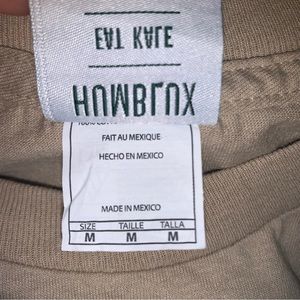 HUMBLUX
EAT KALE
FAIT AU MEXIQUE
HECHO EN MEXICO
MADE IN MEXICO
SIZE TAILLE TALLA
M M M